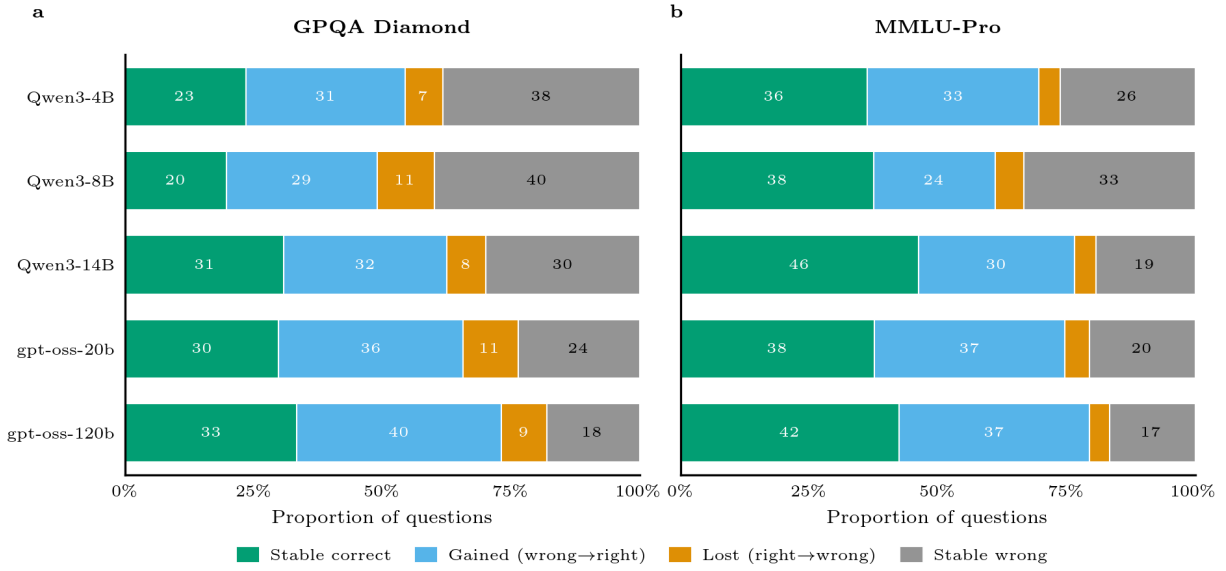 a
GPQA Diamond
Qwen3-4B
23 31 7 38
Qwen3-8B
20 29 11 40
Qwen3-14B
31 32 8 30
gpt-oss-20b
30 36 11 24
gpt-oss-120b
33 40 9 18
0% 25% 50% 75% 100%
Proportion of questions
b
MMLU-Pro
36 33 26
38 24 33
46 30 19
38 37 20
42 37 17
0% 25% 50% 75% 100%
Proportion of questions
Stable correct
Gained (wrong→right)
Lost (right→wrong)
Stable wrong